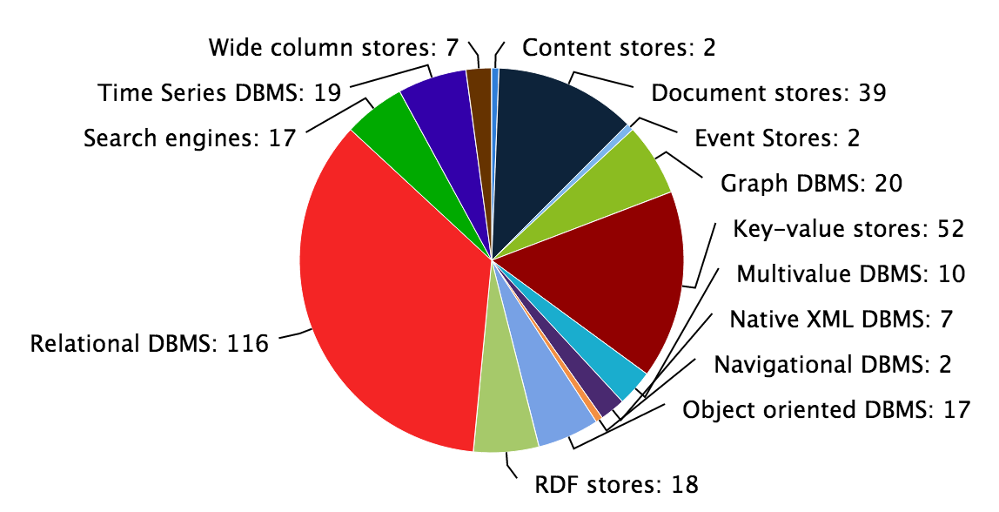 Wide column stores: 7
Content stores: 2
Time Series DBMS: 19
Document stores: 39
Search engines: 17
Event Stores: 2
Graph DBMS: 20
Key-value stores: 52
Multivalue DBMS: 10
Native XML DBMS: 7
Relational DBMS: 116
Navigational DBMS: 2
Object oriented DBMS: 17
RDF stores: 18